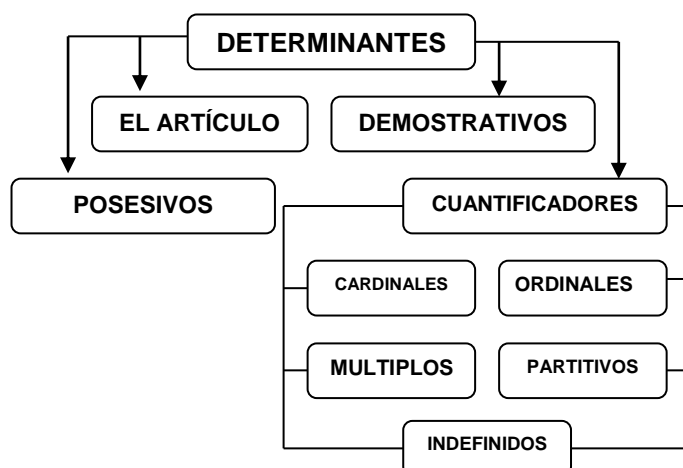 DETERMINANTES
EL ARTÍCULO
DEMOSTRATIVOS
POSESIVOS
CUANTIFICADORES
CARDINALES
ORDINALES
MULTIPLOS
PARTITIVOS
INDEFINIDOS